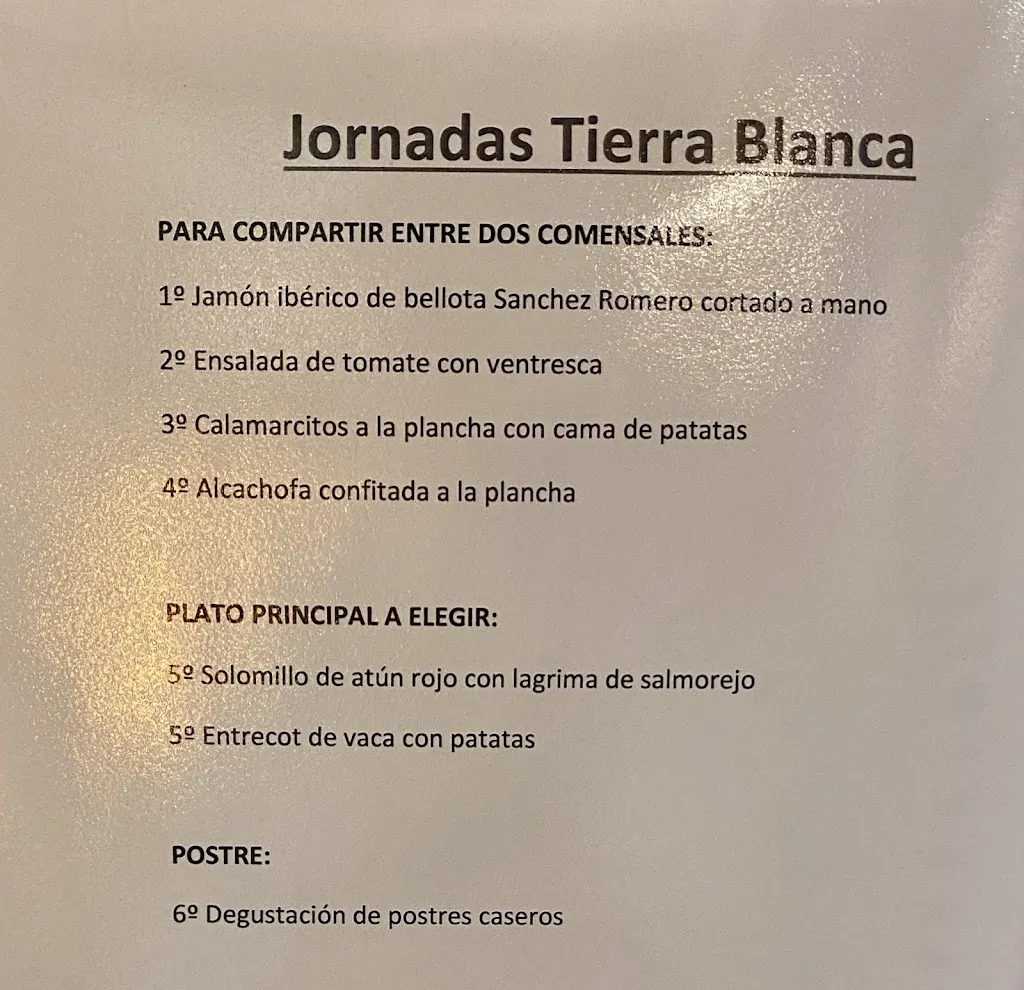 Jornadas Tierra Blanca
PARA COMPARTIR ENTRE DOS COMENSALES:
1º Jamón ibérico de bellota Sanchez Romero cortado a mano
2º Ensalada de tomate con ventresca
3º Calamarcitos a la plancha con cama de patatas
4º Alcachofa confitada a la plancha
PLATO PRINCIPAL A ELEGIR:
5º Solomillo de atún rojo con lagrima de salmorejo
5º Entrecot de vaca con patatas
POSTRE:
6º Degustación de postres caseros